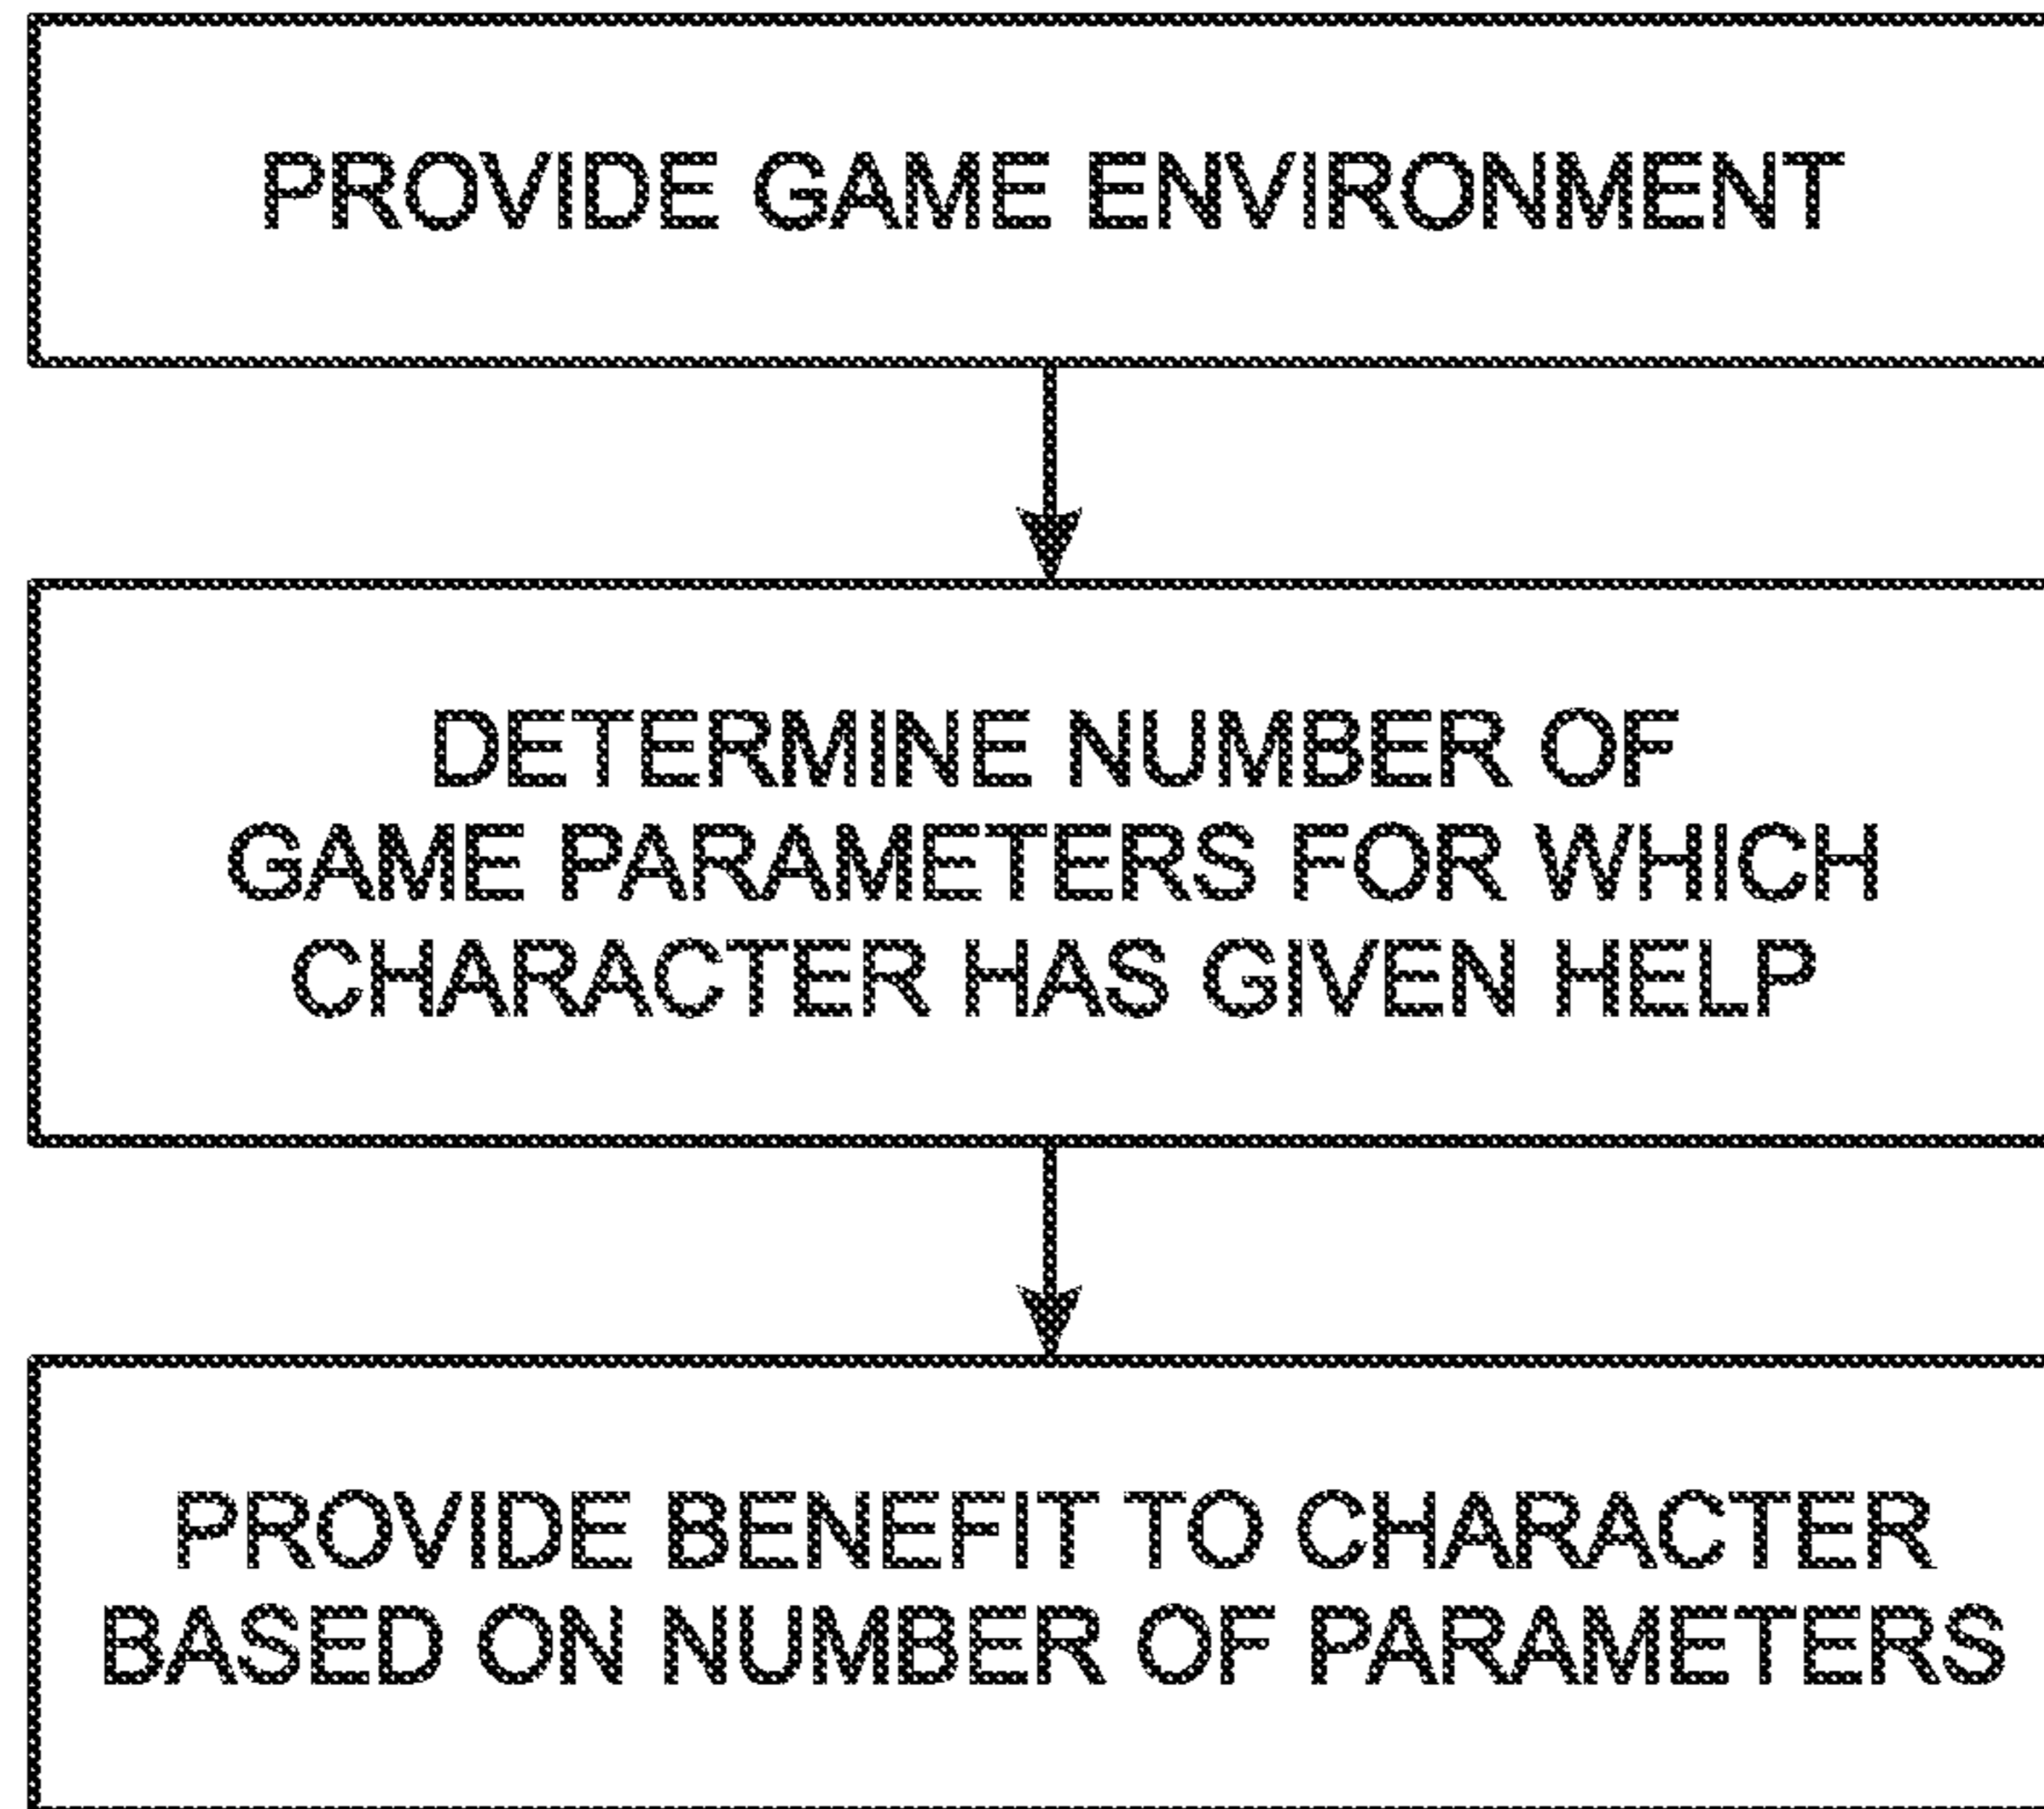 PROVIDE GAME ENVIRONMENT
DETERMINE NUMBER OF
GAME PARAMETERS FOR WHICH
CHARACTER HAS GIVEN HELP
PROVIDE BENEFIT TO CHARACTER
BASED ON NUMBER OF PARAMETERS